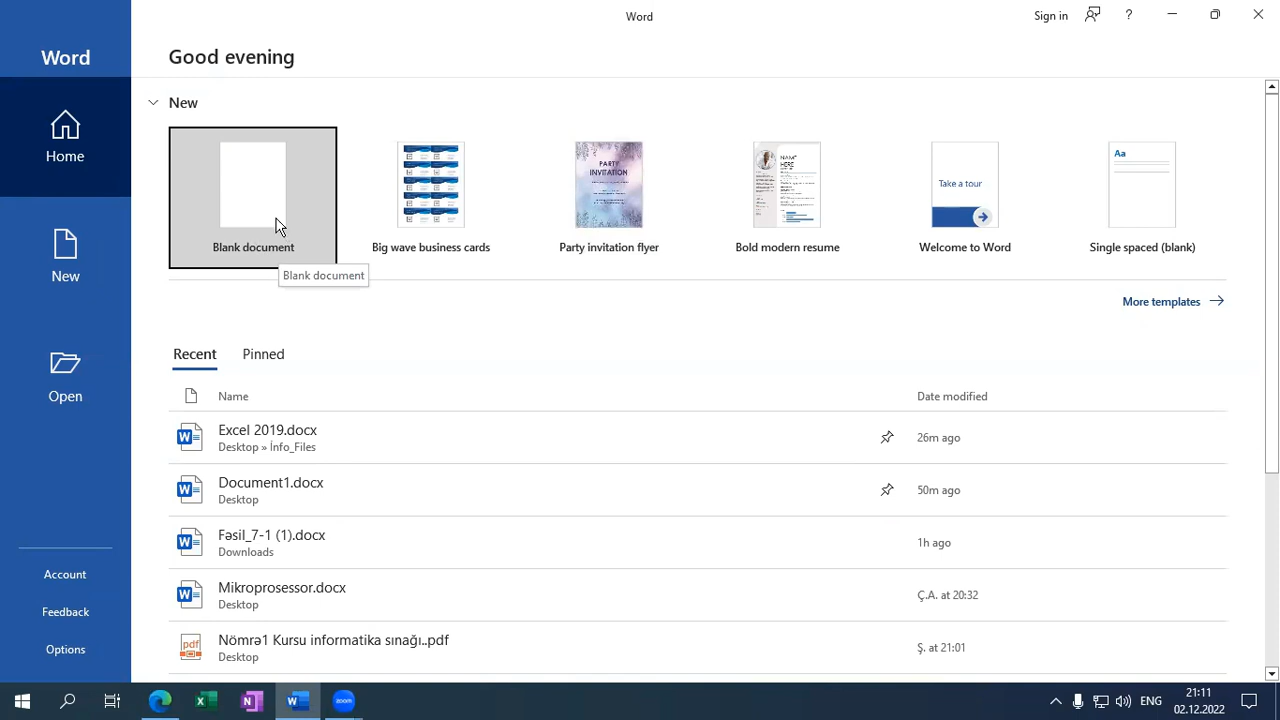 Word
Sign in
?
Word
Good evening
Home
New
Open
Account
Feedback
Options
New
Blank document
Big wave business cards
PARTY
INVITATION
Party invitation flyer
NAME
HERE
Bold modern resume
Take a tour
Welcome to Word
Aa
Single spaced (blank)
Blank document
More templates
Recent
Pinned
Name
Date modified
Excel 2019.docx
Desktop » İnfo_Files
26m ago
Document1.docx
Desktop
50m ago
Fəsil_7-1 (1).docx
Downloads
1h ago
Mikroprosessor.docx
Desktop
Ç.A. at 20:32
pdf
Nömrə1 Kursu informatika sınağı..pdf
Desktop
Ş. at 21:01
zoom
ENG
21:11
02.12.2022